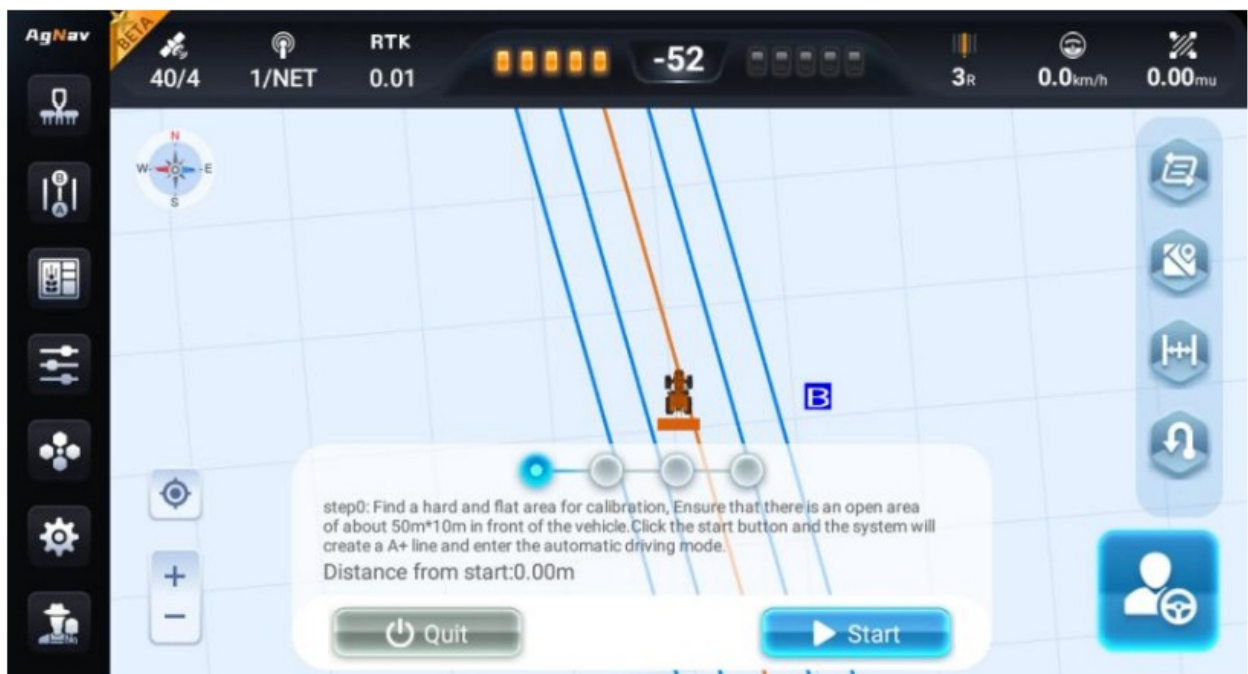 AgNav
BETA
40/4
1/NET
RTK
0.01
-52
3R
0.0km/h
0.00mu
B
A
N
W
E
S
B
step0: Find a hard and flat area for calibration, Ensure that there is an open area
of about 50m*10m in front of the vehicle.Click the start button and the system will
create a A+ line and enter the automatic driving mode.
Distance from start:0.00m
+
−
Quit
Start